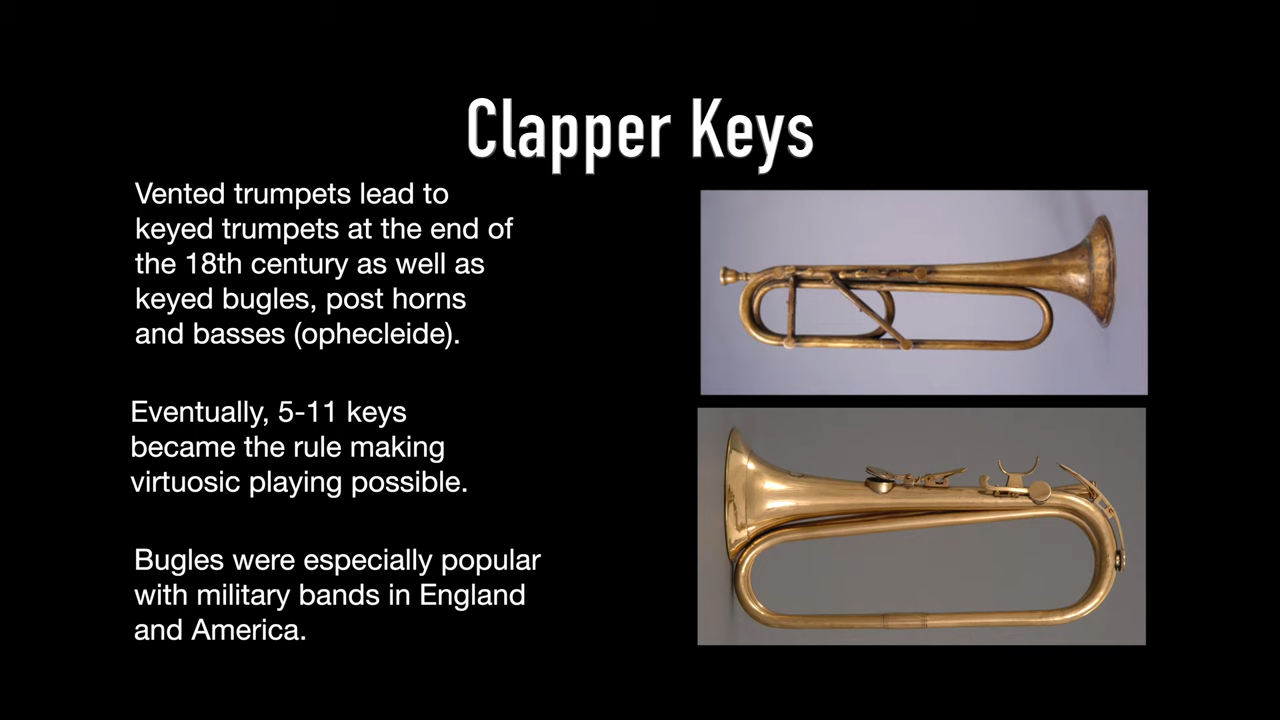 Clapper Keys
Vented trumpets lead to
keyed trumpets at the end of
the 18th century as well as
keyed bugles, post horns
and basses (ophecleide).
Eventually, 5-11 keys
became the rule making
virtuosic playing possible.
Bugles were especially popular
with military bands in England
and America.